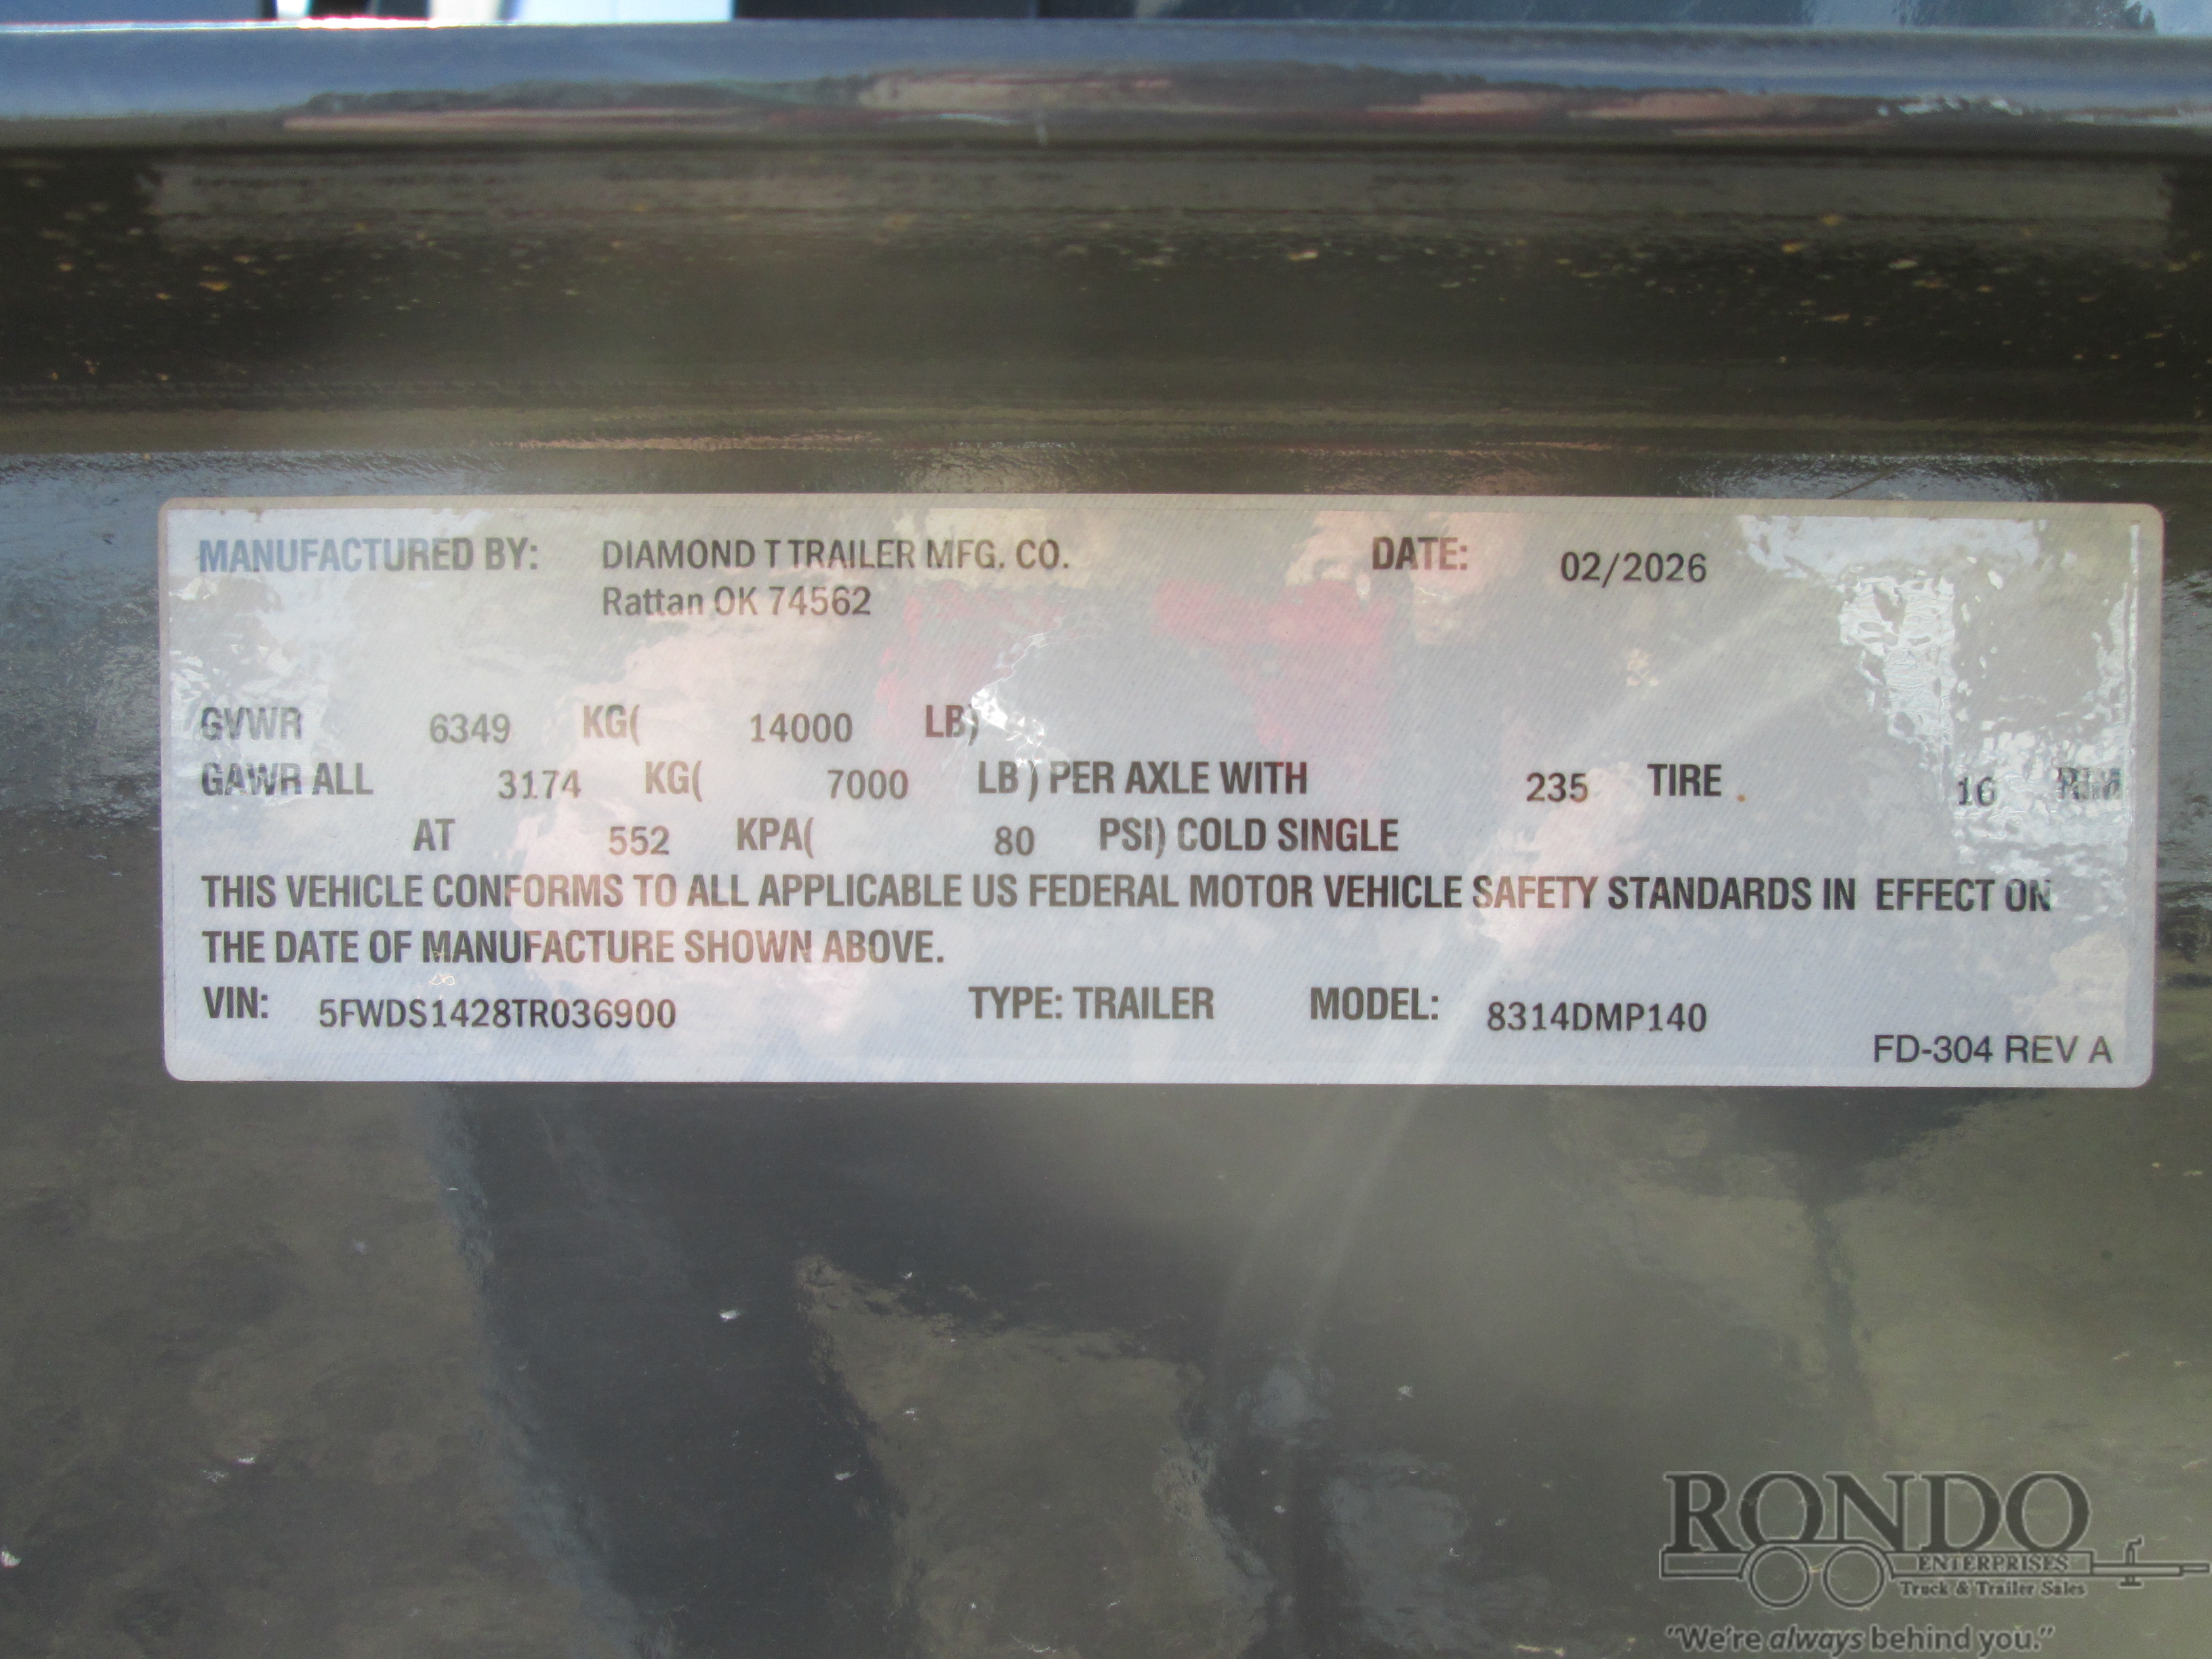 MANUFACTURED BY: DIAMOND T TRAILER MFG. CO. DATE: 02/2026
Rattan OK 74562
GVWR 6349 KG( 14000 LB)
GAWR ALL 3174 KG( 7000 LB ) PER AXLE WITH 235 TIRE 16 RIM
AT 552 KPA( 80 PSI) COLD SINGLE
THIS VEHICLE CONFORMS TO ALL APPLICABLE US FEDERAL MOTOR VEHICLE SAFETY STANDARDS IN EFFECT ON
THE DATE OF MANUFACTURE SHOWN ABOVE.
VIN: 5FWDS1428TR036900 TYPE: TRAILER MODEL: 8314DMP140
FD-304 REV A
RONDO
ENTERPRISES
Truck & Trailer Sales
"We're always behind you."